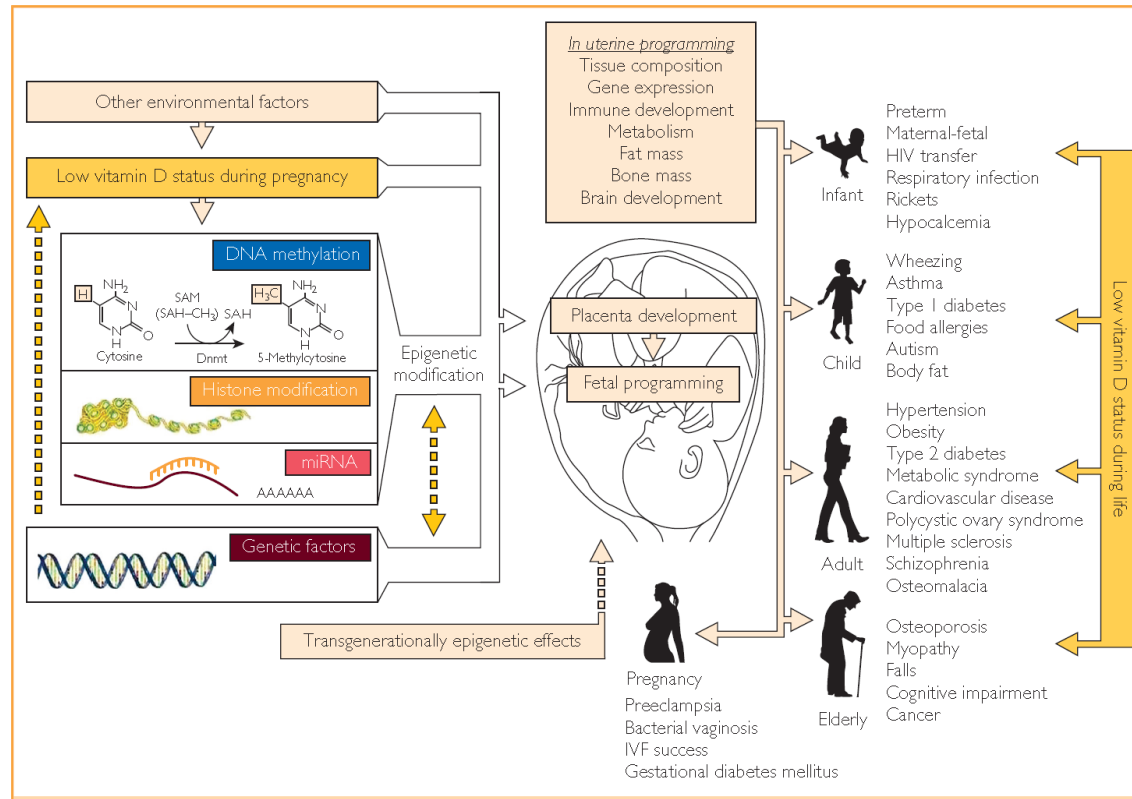 Other environmental factors
Low vitamin D status during pregnancy
DNA methylation
H
NH₂
N
O
N
H
Cytosine
SAM
(SAH–CH₃)
SAH
Dnmt
H₃C
NH₂
N
O
N
H
5-Methylcytosine
Histone modification
miRNA
AAAAAA
Genetic factors
Epigenetic
modification
In uterine programming
Tissue composition
Gene expression
Immune development
Metabolism
Fat mass
Bone mass
Brain development
Placenta development
Fetal programming
Transgenerationally epigenetic effects
Pregnancy
Preeclampsia
Bacterial vaginosis
IVF success
Gestational diabetes mellitus
Infant
Preterm
Maternal-fetal
HIV transfer
Respiratory infection
Rickets
Hypocalcemia
Child
Wheezing
Asthma
Type 1 diabetes
Food allergies
Autism
Body fat
Adult
Hypertension
Obesity
Type 2 diabetes
Metabolic syndrome
Cardiovascular disease
Polycystic ovary syndrome
Multiple sclerosis
Schizophrenia
Osteomalacia
Elderly
Osteoporosis
Myopathy
Falls
Cognitive impairment
Cancer
Low vitamin D status during life